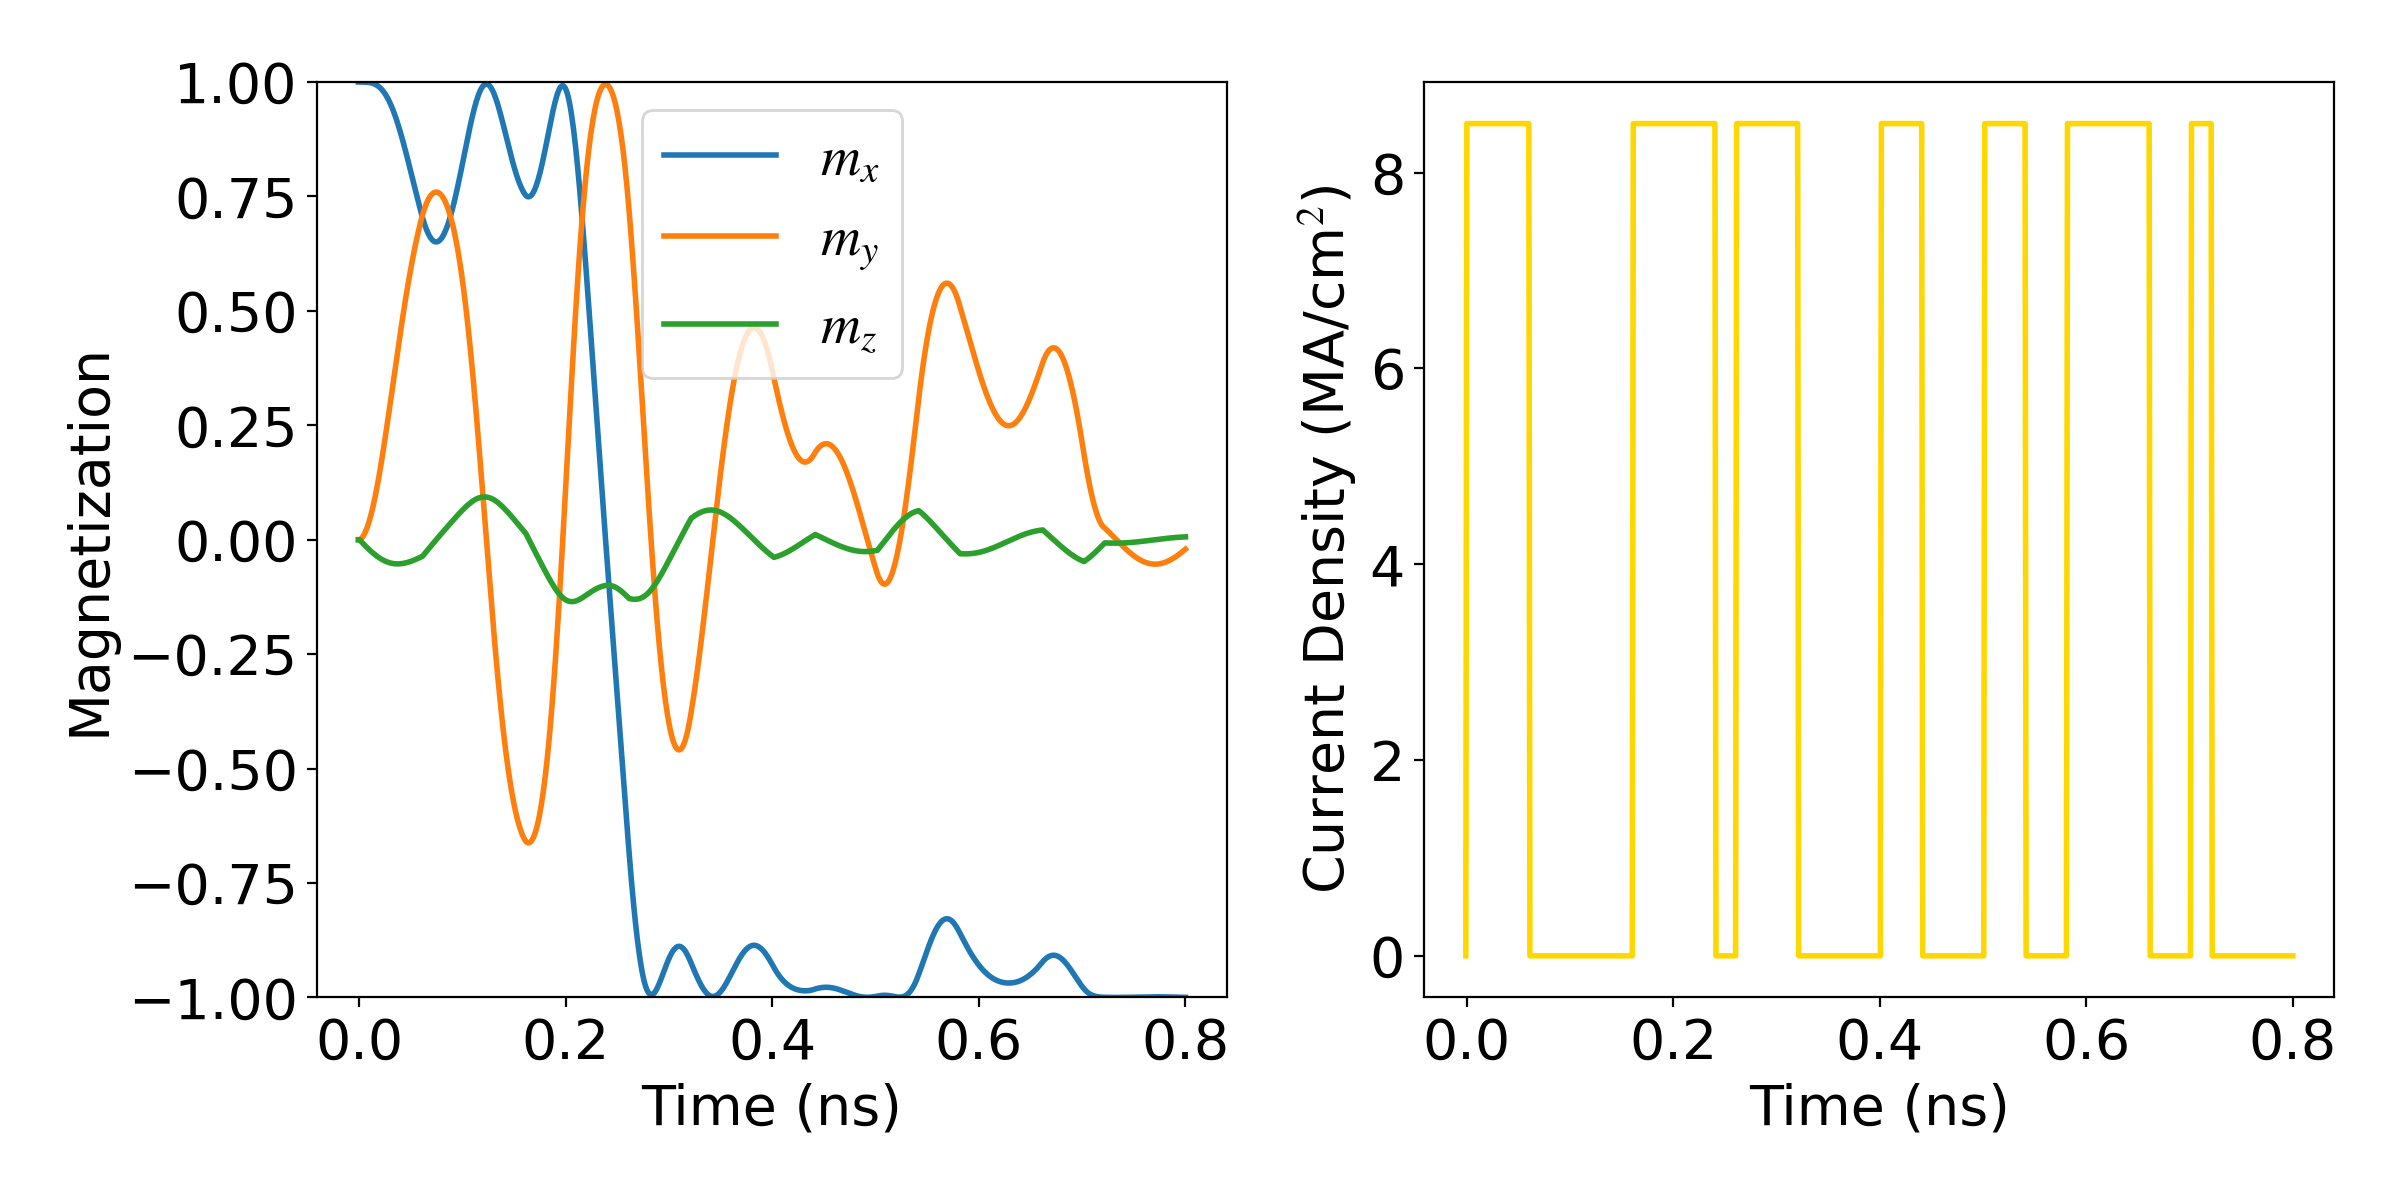 1.00
0.75
0.50
0.25
0.00
−0.25
−0.50
−0.75
−1.00
Magnetization
0.0 0.2 0.4 0.6 0.8
Time (ns)
m_x
m_y
m_z
8
6
4
2
0
Current Density (MA/cm²)
0.0 0.2 0.4 0.6 0.8
Time (ns)